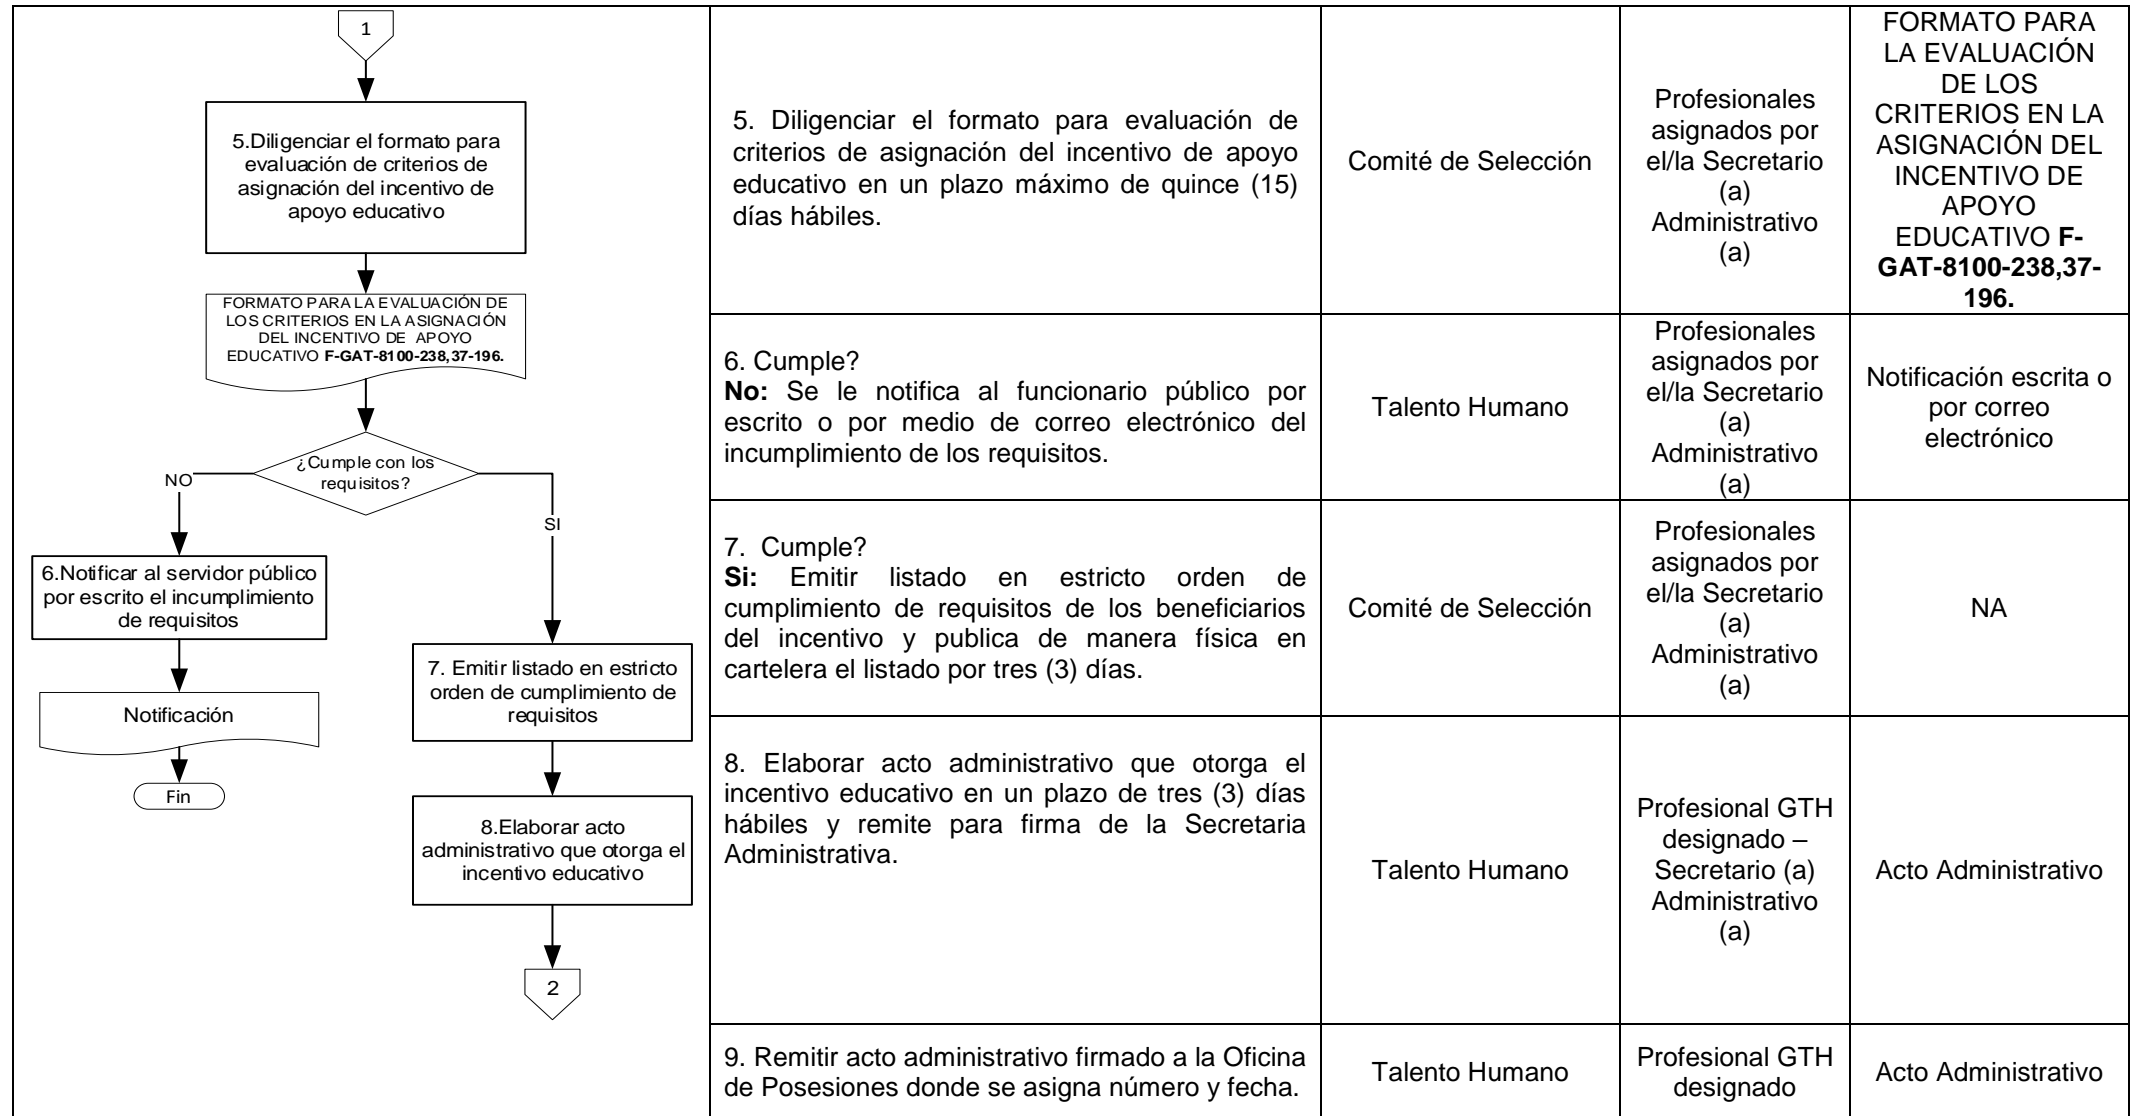 1
5.Diligenciar el formato para
evaluación de criterios de
asignación del incentivo de
apoyo educativo
FORMATO PARA LA EVALUACIÓN DE
LOS CRITERIOS EN LA ASIGNACIÓN
DEL INCENTIVO DE APOYO
EDUCATIVO F-GAT-8100-238,37-196.
¿Cumple con los
requisitos?
NO
SI
6.Notificar al servidor público
por escrito el incumplimiento
de requisitos
Notificación
Fin
7. Emitir listado en estricto
orden de cumplimiento de
requisitos
8.Elaborar acto
administrativo que otorga el
incentivo educativo
2
5. Diligenciar el formato para evaluación de
criterios de asignación del incentivo de apoyo
educativo en un plazo máximo de quince (15)
días hábiles.
Comité de Selección
Profesionales
asignados por
el/la Secretario
(a)
Administrativo
(a)
FORMATO PARA
LA EVALUACIÓN
DE LOS
CRITERIOS EN LA
ASIGNACIÓN DEL
INCENTIVO DE
APOYO
EDUCATIVO F-
GAT-8100-238,37-
196.
6. Cumple?
No: Se le notifica al funcionario público por
escrito o por medio de correo electrónico del
incumplimiento de los requisitos.
Talento Humano
Profesionales
asignados por
el/la Secretario
(a)
Administrativo
(a)
Notificación escrita o
por correo
electrónico
7. Cumple?
Si: Emitir listado en estricto orden de
cumplimiento de requisitos de los beneficiarios
del incentivo y publica de manera física en
cartelera el listado por tres (3) días.
Comité de Selección
Profesionales
asignados por
el/la Secretario
(a)
Administrativo
(a)
NA
8. Elaborar acto administrativo que otorga el
incentivo educativo en un plazo de tres (3) días
hábiles y remite para firma de la Secretaria
Administrativa.
Talento Humano
Profesional GTH
designado –
Secretario (a)
Administrativo
(a)
Acto Administrativo
9. Remitir acto administrativo firmado a la Oficina
de Posesiones donde se asigna número y fecha.
Talento Humano
Profesional GTH
designado
Acto Administrativo